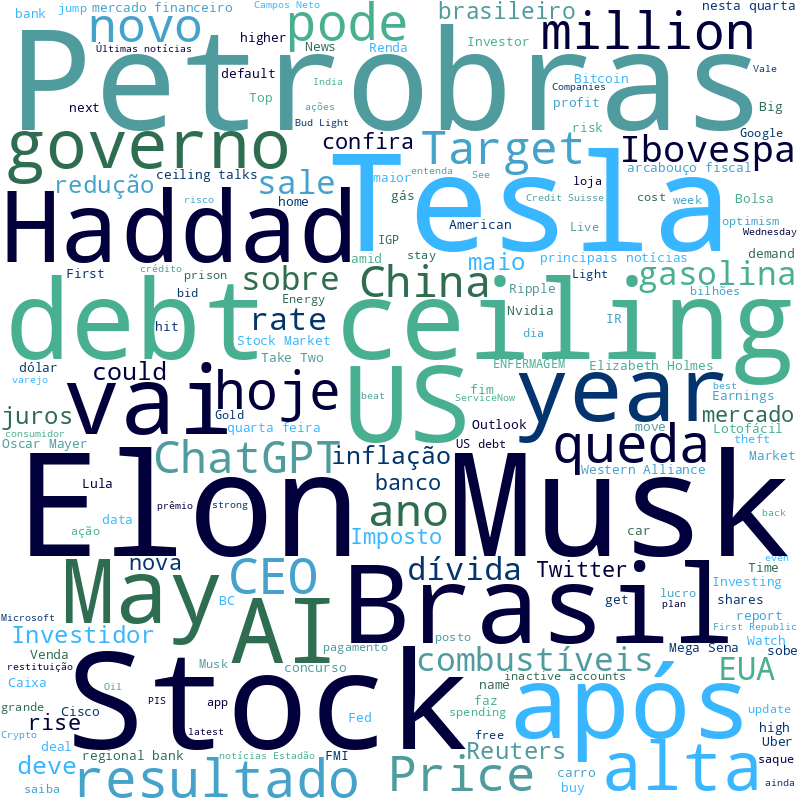 bank
jump
mercado financeiro
Campos Neto
brasileiro
nesta quarta
novo
pode
million
higher
News
Investor
Últimas notícias
Renda
Petrobras
default
India
Bitcoin
Vale
Companies
next
Top
ações
profit
Big
Bud Light
risk
Google
governo
confira
Target
Ibovespa
arcabouço fiscal
ceiling talks
redução
sale
Tesla
maior
entenda
See
loja
risco
home
gás
Credit Suisse
cost
week
Bolsa
Haddad
American
Live
optimism
IGP
Wednesday
amid
stay
maio
principais notícias
demand
First
crédito
prison
sobre
China
Light
gasolina
bid
Energy
Ripple
bilhões
debt ceiling
hit
rate
Nvidia
IR
Stock Market
dia
Take Two
dólar
could
US
ENFERMAGEM
Elizabeth Holmes
varejo
vai
hoje
year
fim
best
beat
ServiceNow
Earnings
juros
Gold
move
mercado
consumidor
quarta feira
Outlook
Lotofácil
Oscar Mayer
ChatGPT
inflação
US debt
queda
theft
Market
Western Alliance
Lula
banco
Elon Musk
prêmio
strong
ano
data
back
ação
Imposto
car
even
nova
CEO
dívida
Twitter
Time
May
AI
Brasil
Investing
BC
get
lucro
shares
plan
Microsoft
report
First Republic
Investidor
posto
Watch
Venda
pagamento
Mega Sena
sobe
restituição
Musk
concurso
combustíveis
EUA
Caixa
Stock
inactive accounts
Oil
name
após
grande
PIS
app
faz
spending
Cisco
Fed
update
rise
Crypto
latest
free
high
Uber
deal
regional bank
notícias Estadão
FMI
Reuters
saque
deve
resultado
Price
carro
alta
saiba
buy
ainda